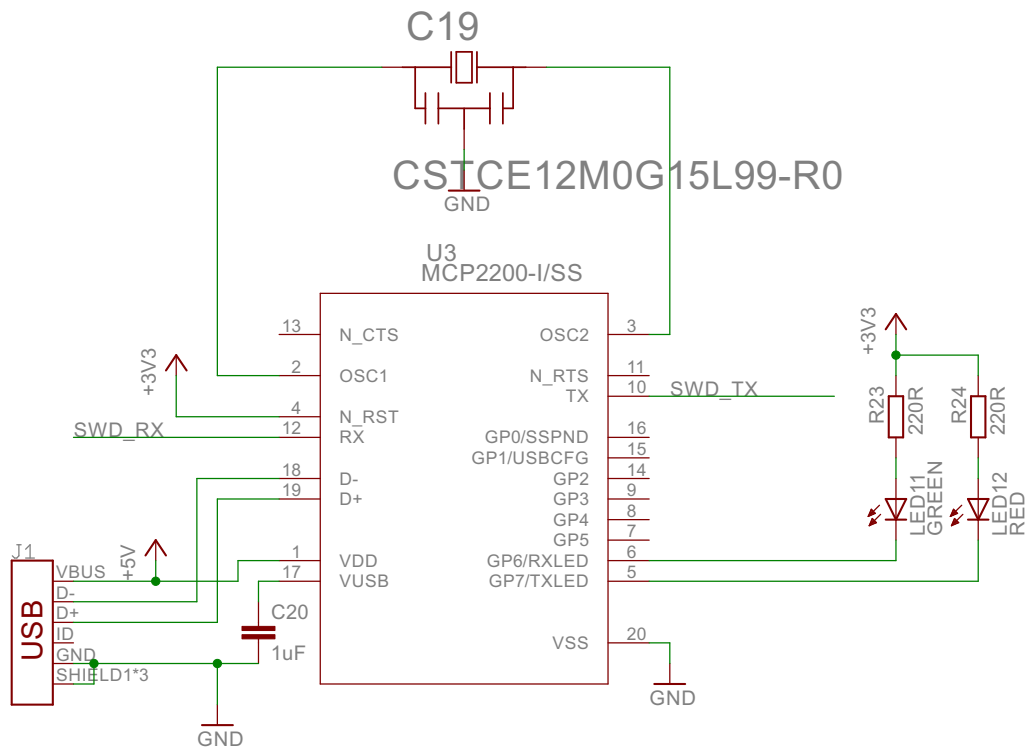 C19
CSTCE12M0G15L99-R0
GND
U3
MCP2200-I/SS
13 N_CTS
2 OSC1
4 N_RST
12 RX
18 D-
19 D+
1 VDD
17 VUSB
OSC2 3
N_RTS 11
TX 10
GP0/SSPND 16
GP1/USBCFG 15
GP2 14
GP3 9
GP4 8
GP5 7
GP6/RXLED 6
GP7/TXLED 5
VSS 20
GND
+3V3
SWD_RX
SWD_TX
+3V3
R23
220R
R24
220R
LED11
GREEN
LED12
RED
J1
USB
VBUS
D-
D+
ID
GND
SHIELD1*3
+5V
C20
1uF
GND